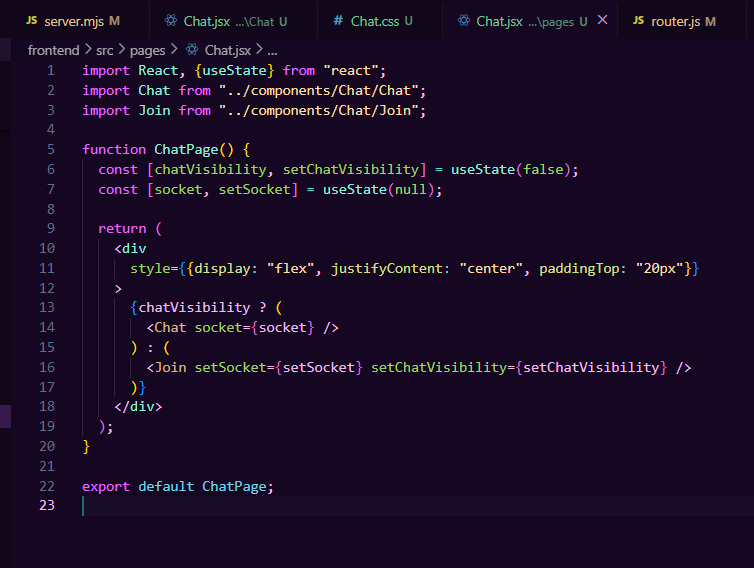 JS server.mjs M Chat.jsx ...\Chat U # Chat.css U Chat.jsx ...\pages U × JS router.js M
frontend > src > pages > Chat.jsx > ...
1 import React, {useState} from "react";
2 import Chat from "../components/Chat/Chat";
3 import Join from "../components/Chat/Join";
4
5 function ChatPage() {
6   const [chatVisibility, setChatVisibility] = useState(false);
7   const [socket, setSocket] = useState(null);
8
9   return (
10     <div
11       style={{display: "flex", justifyContent: "center", paddingTop: "20px"}}
12     >
13       {chatVisibility ? (
14         <Chat socket={socket} />
15       ) : (
16         <Join setSocket={setSocket} setChatVisibility={setChatVisibility} />
17       )}
18     </div>
19   );
20 }
21
22 export default ChatPage;
23